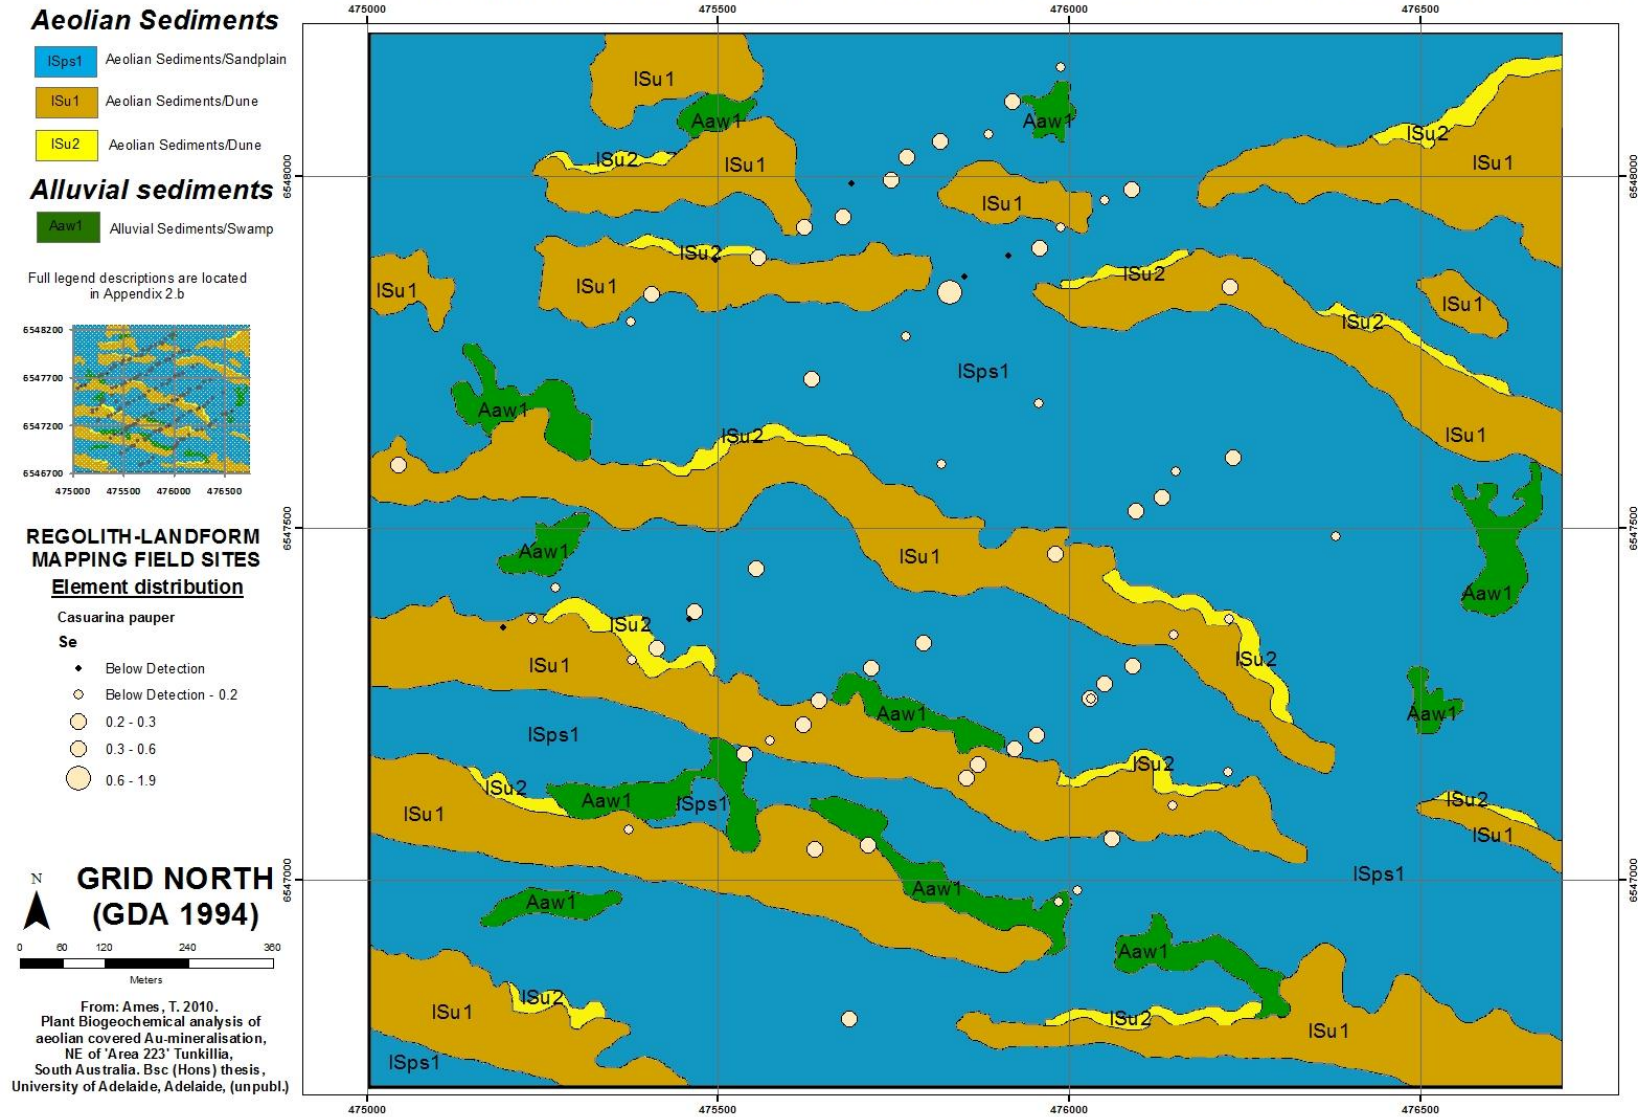 Aeolian Sediments
ISps1 Aeolian Sediments/Sandplain
ISu1 Aeolian Sediments/Dune
ISu2 Aeolian Sediments/Dune
Alluvial sediments
Aaw1 Alluvial Sediments/Swamp
Full legend descriptions are located
in Appendix 2.b
6548200
6547700
6547200
6546700
475000 475500 476000 476500
REGOLITH-LANDFORM
MAPPING FIELD SITES
Element distribution
Casuarina pauper
Se
Below Detection
Below Detection - 0.2
0.2 - 0.3
0.3 - 0.6
0.6 - 1.9
N
GRID NORTH
(GDA 1994)
0 60 120 240 360
Meters
From: Ames, T. 2010.
Plant Biogeochemical analysis of
aeolian covered Au-mineralisation,
NE of 'Area 223' Tunkillia,
South Australia. Bsc (Hons) thesis,
University of Adelaide, Adelaide, (unpubl.)
475000 475500 476000 476500
ISu1
Aaw1 Aaw1
ISu2
ISu2 ISu1 ISu1
6548000 6548000
ISu1
ISu2
ISu2
ISu1 ISu1 ISu1
ISu2
ISps1
Aaw1
ISu2 ISu1
6547500 6547500
Aaw1 ISu1
Aaw1
ISu2
ISu1 ISu2
Aaw1 Aaw1
ISps1
ISu2
ISu2
Aaw1 ISps1 ISu2
ISu1
ISu1
6547000 6547000
ISps1
Aaw1
Aaw1
Aaw1
ISu2
ISu1 ISu2
ISu1
ISps1
475000 475500 476000 476500